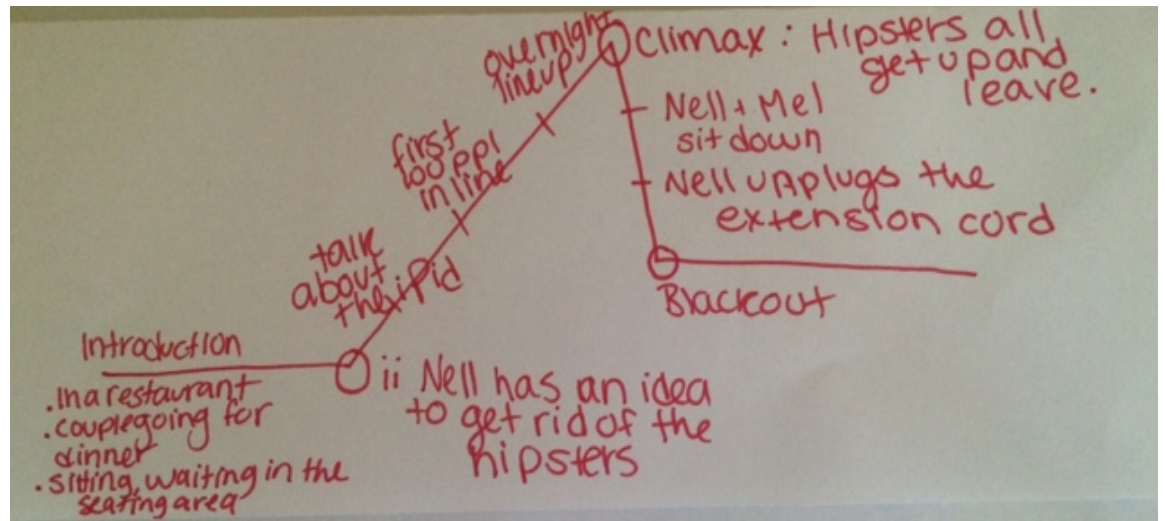 Introduction
. In a restaurant
. couple going for
dinner
. sitting, waiting in the
seating area
ii Nell has an idea
to get rid of the
hipsters
talk
about
the iPid
first
100 ppl
in line
overnight
lineup
Climax : Hipsters all
get up and
leave.
Nell + Mel
sit down
Nell unplugs the
extension cord
Blackout